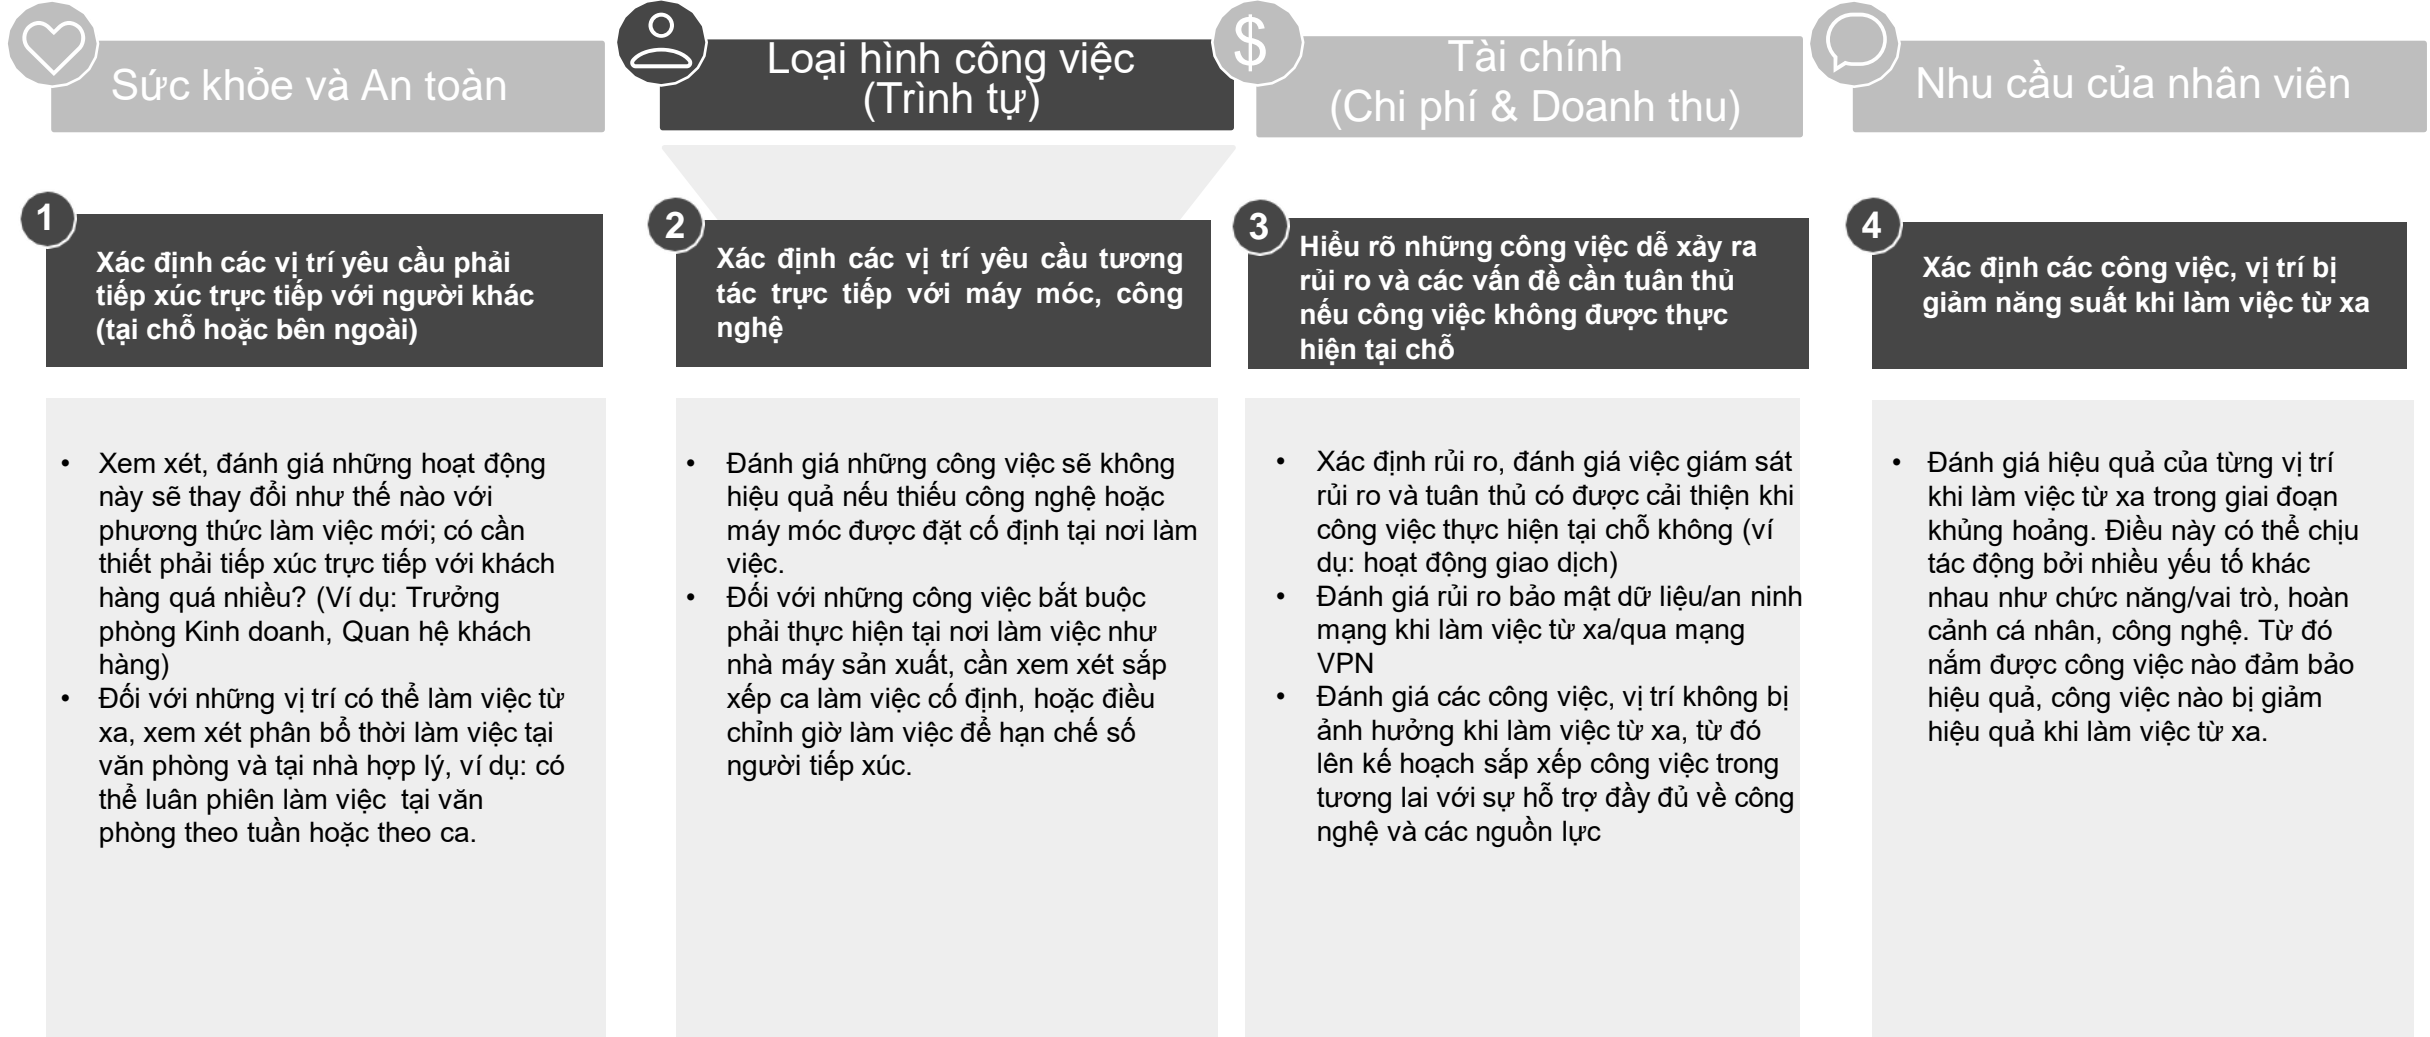 Sức khỏe và An toàn
Loại hình công việc
(Trình tự)
$
Tài chính
(Chi phí & Doanh thu)
Nhu cầu của nhân viên
1
Xác định các vị trí yêu cầu phải
tiếp xúc trực tiếp với người khác
(tại chỗ hoặc bên ngoài)
• Xem xét, đánh giá những hoạt động
này sẽ thay đổi như thế nào với
phương thức làm việc mới; có cần
thiết phải tiếp xúc trực tiếp với khách
hàng quá nhiều? (Ví dụ: Trưởng
phòng Kinh doanh, Quan hệ khách
hàng)
• Đối với những vị trí có thể làm việc từ
xa, xem xét phân bổ thời làm việc tại
văn phòng và tại nhà hợp lý, ví dụ: có
thể luân phiên làm việc tại văn
phòng theo tuần hoặc theo ca.
2
Xác định các vị trí yêu cầu tương
tác trực tiếp với máy móc, công
nghệ
• Đánh giá những công việc sẽ không
hiệu quả nếu thiếu công nghệ hoặc
máy móc được đặt cố định tại nơi làm
việc.
• Đối với những công việc bắt buộc
phải thực hiện tại nơi làm việc như
nhà máy sản xuất, cần xem xét sắp
xếp ca làm việc cố định, hoặc điều
chỉnh giờ làm việc để hạn chế số
người tiếp xúc.
3
Hiểu rõ những công việc dễ xảy ra
rủi ro và các vấn đề cần tuân thủ
nếu công việc không được thực
hiện tại chỗ
• Xác định rủi ro, đánh giá việc giám sát
rủi ro và tuân thủ có được cải thiện khi
công việc thực hiện tại chỗ không (ví
dụ: hoạt động giao dịch)
• Đánh giá rủi ro bảo mật dữ liệu/an ninh
mạng khi làm việc từ xa/qua mạng
VPN
• Đánh giá các công việc, vị trí không bị
ảnh hưởng khi làm việc từ xa, từ đó
lên kế hoạch sắp xếp công việc trong
tương lai với sự hỗ trợ đầy đủ về công
nghệ và các nguồn lực
4
Xác định các công việc, vị trí bị
giảm năng suất khi làm việc từ xa
• Đánh giá hiệu quả của từng vị trí
khi làm việc từ xa trong giai đoạn
khủng hoảng. Điều này có thể chịu
tác động bởi nhiều yếu tố khác
nhau như chức năng/vai trò, hoàn
cảnh cá nhân, công nghệ. Từ đó
nắm được công việc nào đảm bảo
hiệu quả, công việc nào bị giảm
hiệu quả khi làm việc từ xa.